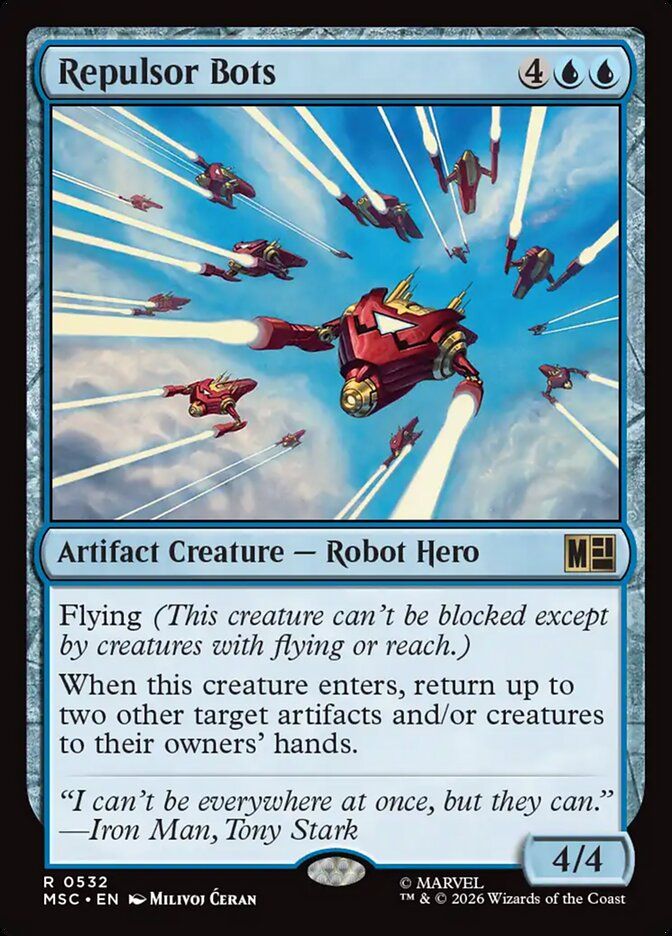 Repulsor Bots 4
Artifact Creature — Robot Hero
Flying (This creature can't be blocked except
by creatures with flying or reach.)
When this creature enters, return up to
two other target artifacts and/or creatures
to their owners' hands.
“I can't be everywhere at once, but they can.”
—Iron Man, Tony Stark
4/4
R 0532
MSC • EN Milivoj Ćeran
© MARVEL
™ & © 2026 Wizards of the Coast